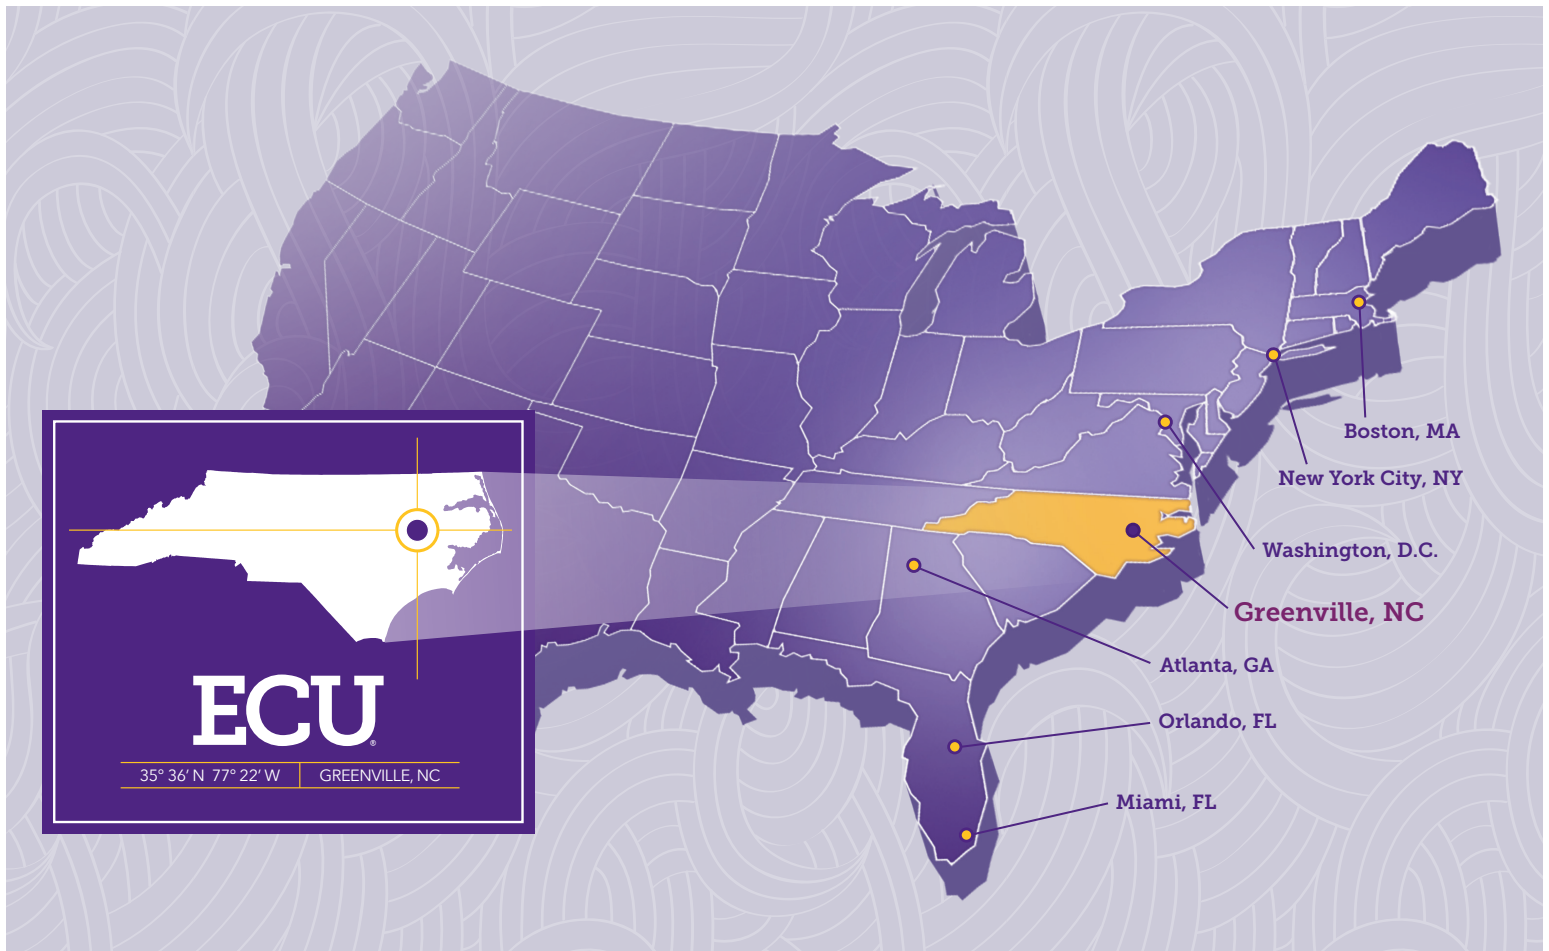 Boston, MA
New York City, NY
Washington, D.C.
Greenville, NC
Atlanta, GA
Orlando, FL
Miami, FL
ECU®
35° 36' N 77° 22' W
GREENVILLE, NC